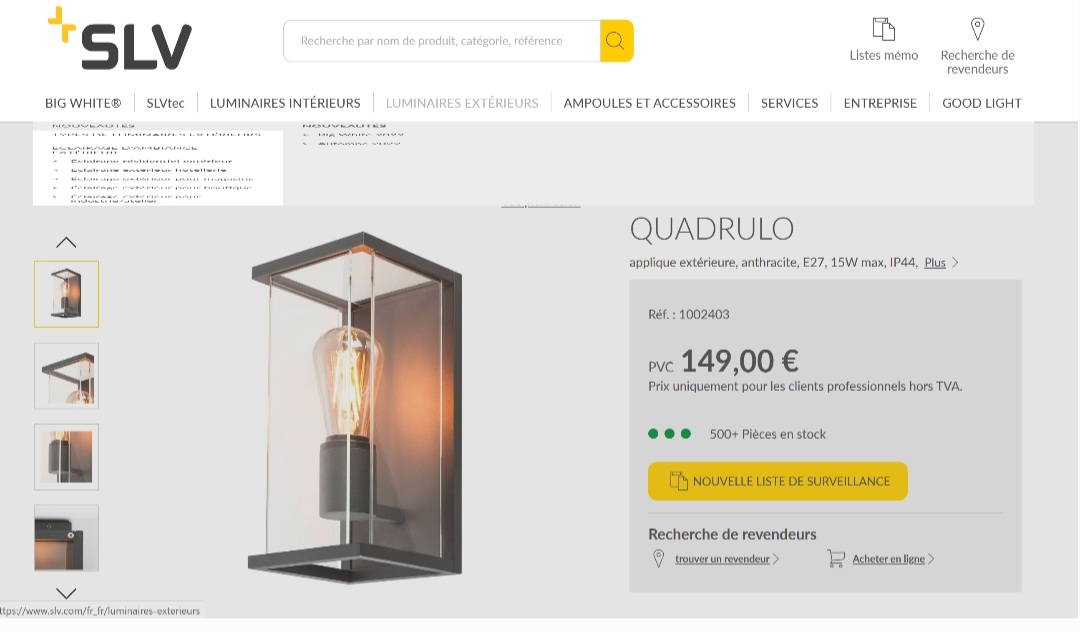 SLV
Recherche par nom de produit, catégorie, référence
Listes mémo
Recherche de
revendeurs
BIG WHITE®
SLVtec
LUMINAIRES INTÉRIEURS
LUMINAIRES EXTÉRIEURS
AMPOULES ET ACCESSOIRES
SERVICES
ENTREPRISE
GOOD LIGHT
QUADRULO
applique extérieure, anthracite, E27, 15W max, IP44, Plus
Réf. : 1002403
PVC 149,00 €
Prix uniquement pour les clients professionnels hors TVA.
500+ Pièces en stock
NOUVELLE LISTE DE SURVEILLANCE
Recherche de revendeurs
trouver un revendeur
Acheter en ligne
ttps://www.slv.com/fr_fr/luminaires-exterieurs